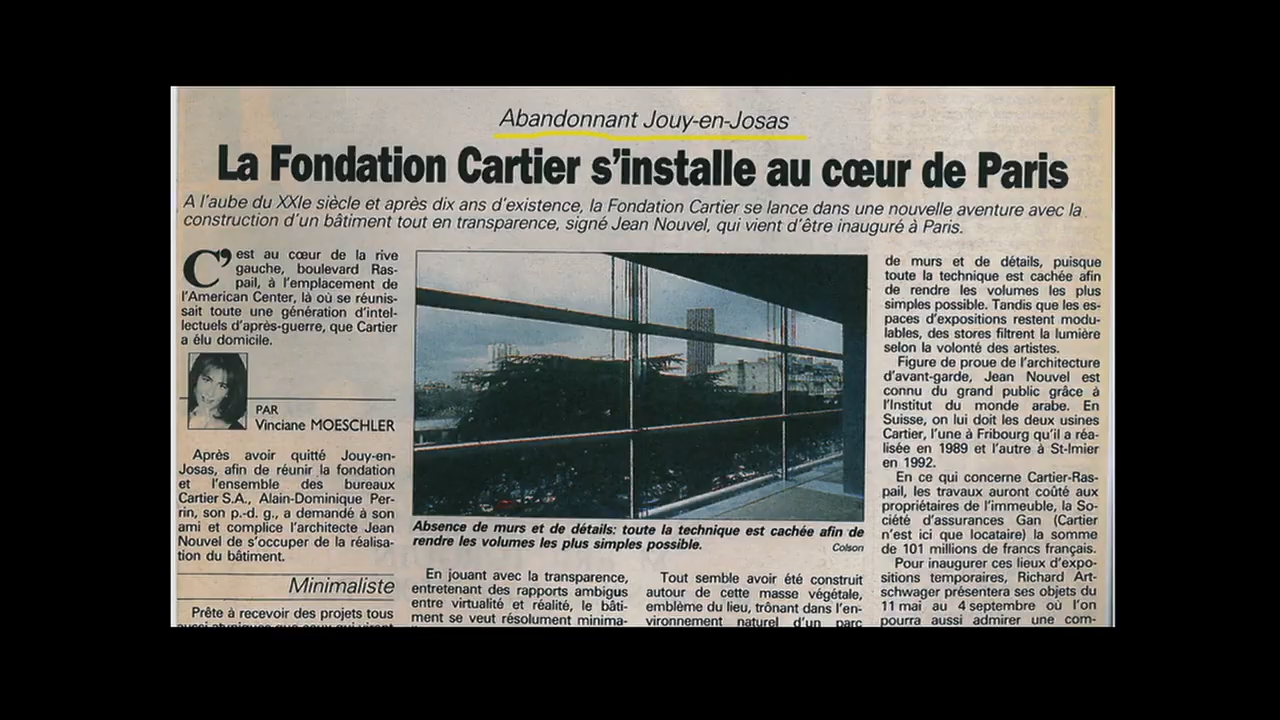 Abandonnant Jouy-en-Josas
La Fondation Cartier s'installe au cœur de Paris
A l'aube du XXIe siècle et après dix ans d'existence, la Fondation Cartier se lance dans une nouvelle aventure avec la
construction d'un bâtiment tout en transparence, signé Jean Nouvel, qui vient d'être inauguré à Paris.
C'est au cœur de la rive
gauche, boulevard Ras-
pail, à l'emplacement de
l'American Center, là où se réunis-
sait toute une génération d'intel-
lectuels d'après-guerre, que Cartier
a élu domicile.
PAR
Vinciane MOESCHLER
Après avoir quitté Jouy-en-
Josas, afin de réunir la fondation
et l'ensemble des bureaux
Cartier S.A., Alain-Dominique Per-
rin, son p.-d. g., a demandé à son
ami et complice l'architecte Jean
Nouvel de s'occuper de la réalisa-
tion du bâtiment.
Minimaliste
Prête à recevoir des projets tous
Absence de murs et de détails: toute la technique est cachée afin de
rendre les volumes les plus simples possible.
Colson
En jouant avec la transparence,
entretenant des rapports ambigus
entre virtualité et réalité, le bâti-
ment se veut résolument minima-
Tout semble avoir été construit
autour de cette masse végétale,
emblème du lieu, trônant dans l'en-
vironnement naturel d'un parc
de murs et de détails, puisque
toute la technique est cachée afin
de rendre les volumes les plus
simples possible. Tandis que les es-
paces d'expositions restent modu-
lables, des stores filtrent la lumière
selon la volonté des artistes.
Figure de proue de l'architecture
d'avant-garde, Jean Nouvel est
connu du grand public grâce à
l'Institut du monde arabe. En
Suisse, on lui doit les deux usines
Cartier, l'une à Fribourg qu'il a réa-
lisée en 1989 et l'autre à St-Imier
en 1992.
En ce qui concerne Cartier-Ras-
pail, les travaux auront coûté aux
propriétaires de l'immeuble, la So-
ciété d'assurances Gan (Cartier
n'est ici que locataire) la somme
de 101 millions de francs français.
Pour inaugurer ces lieux d'expo-
sitions temporaires, Richard Art-
schwager présentera ses objets du
11 mai au 4 septembre où l'on
pourra aussi admirer une com-